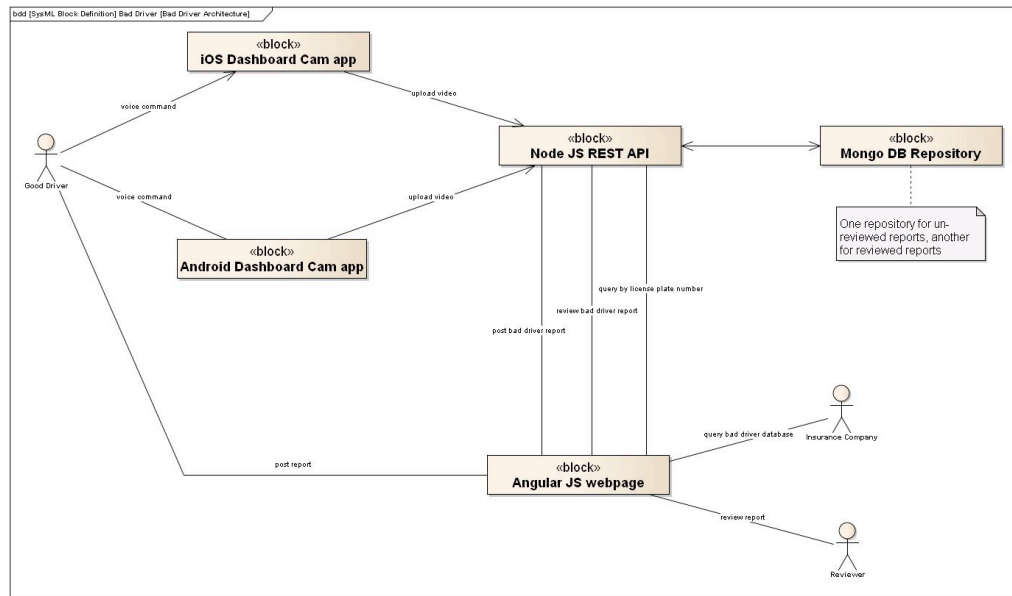 bdd [SysML Block Definition] Bad Driver [Bad Driver Architecture]
«block»
iOS Dashboard Cam app
voice command
upload video
«block»
Node JS REST API
«block»
Mongo DB Repository
Good Driver
voice command
upload video
One repository for un-
reviewed reports, another
for reviewed reports
«block»
Android Dashboard Cam app
query by license plate number
review bad driver report
post bad driver report
query bad driver database
Insurance Company
post report
«block»
Angular JS webpage
review report
Reviewer